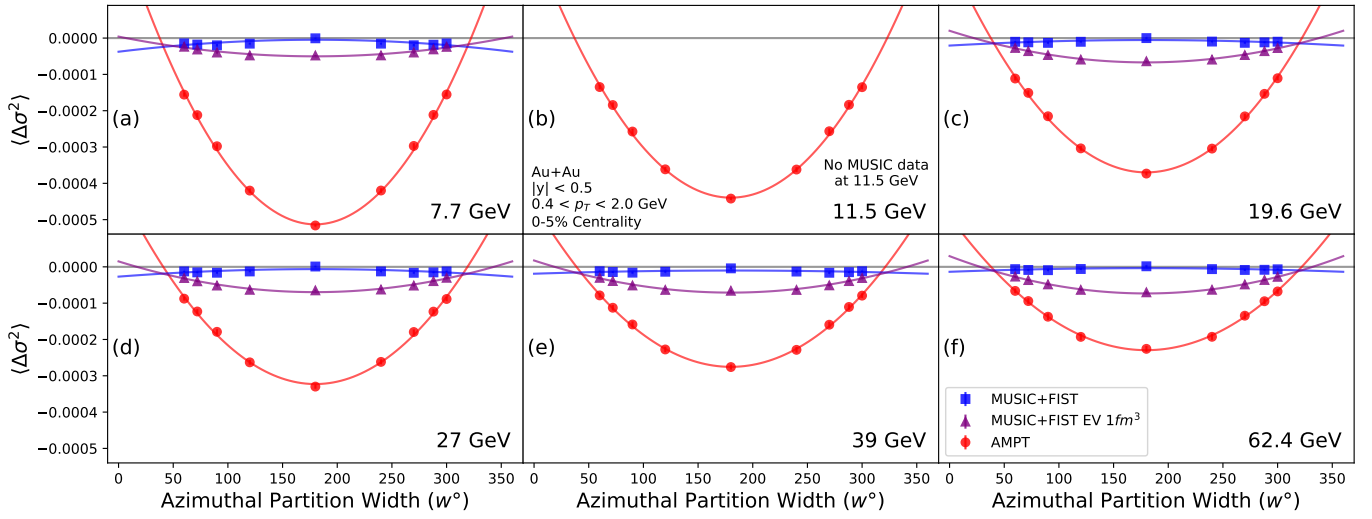 0.0000
−0.0001
−0.0002
−0.0003
−0.0004
−0.0005
⟨Δσ²⟩
(a)
7.7 GeV
(b)
Au+Au
|y| < 0.5
0.4 < p_T < 2.0 GeV
0-5% Centrality
No MUSIC data
at 11.5 GeV
11.5 GeV
(c)
19.6 GeV
0.0000
−0.0001
−0.0002
−0.0003
−0.0004
−0.0005
⟨Δσ²⟩
(d)
27 GeV
(e)
39 GeV
(f)
MUSIC+FIST
MUSIC+FIST EV 1fm³
AMPT
62.4 GeV
0 50 100 150 200 250 300 350
0 50 100 150 200 250 300 350
0 50 100 150 200 250 300 350
Azimuthal Partition Width (w°)
Azimuthal Partition Width (w°)
Azimuthal Partition Width (w°)